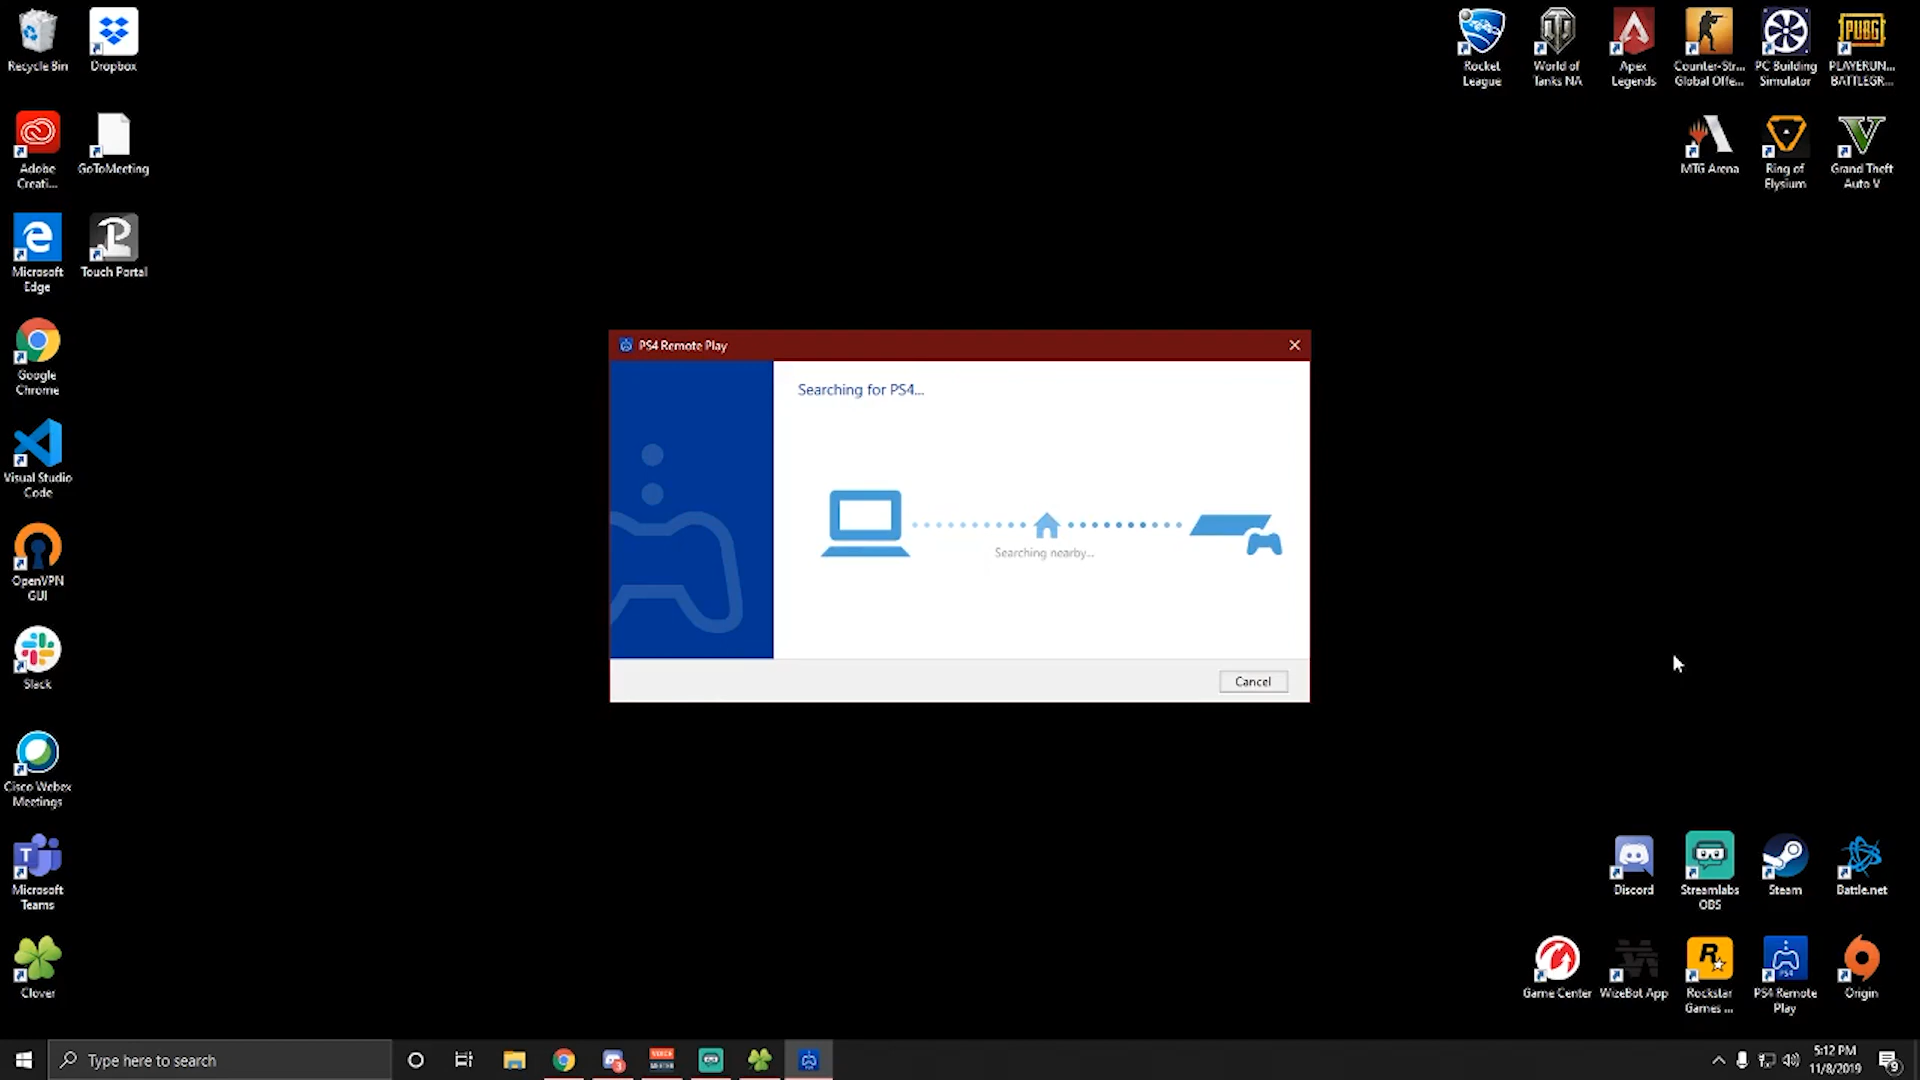 Recycle Bin
Dropbox
Rocket
League
World of
Tanks NA
Apex
Legends
Counter-Str...
Global Offe...
PC Building
Simulator
PUBG
PLAYERUN...
BATTLEGR...
Adobe
Creati...
GoToMeeting
MTG Arena
Ring of
Elysium
Grand Theft
Auto V
Microsoft
Edge
Touch Portal
PS4 Remote Play
Searching for PS4...
Searching nearby...
Cancel
Google
Chrome
Visual Studio
Code
OpenVPN
GUI
Slack
Cisco Webex
Meetings
Microsoft
Teams
Clover
Discord
Streamlabs
OBS
Steam
Battle.net
Game Center
WizeBot App
Rockstar
Games ...
PS4 Remote
Play
Origin
Type here to search
5:12 PM
11/8/2019